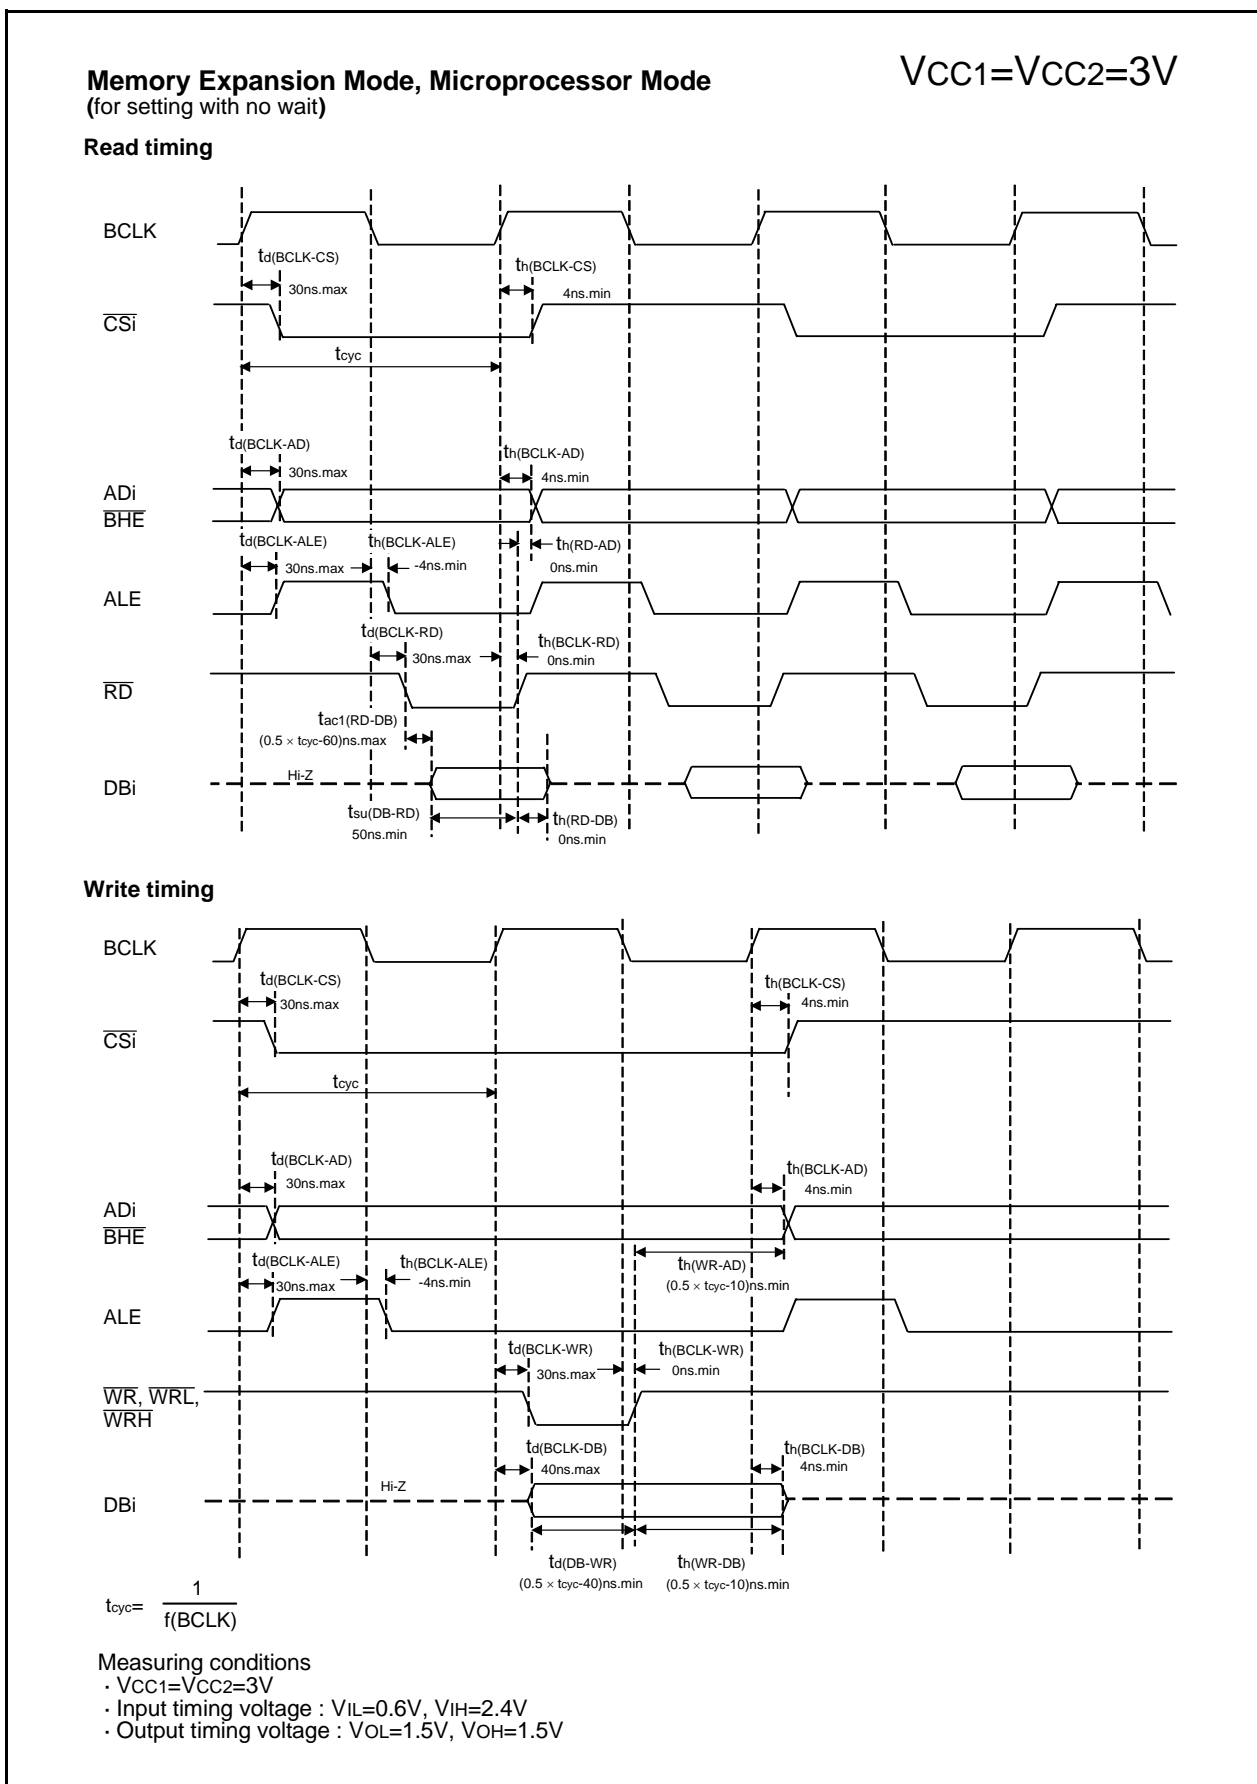 Memory Expansion Mode, Microprocessor Mode
VCC1=VCC2=3V
(for setting with no wait)
Read timing
BCLK
td(BCLK-CS)
30ns.max
th(BCLK-CS)
4ns.min
CSi
tcyc
td(BCLK-AD)
30ns.max
th(BCLK-AD)
4ns.min
ADi
BHE
td(BCLK-ALE)
30ns.max
th(BCLK-ALE)
-4ns.min
th(RD-AD)
0ns.min
ALE
td(BCLK-RD)
30ns.max
th(BCLK-RD)
0ns.min
RD
tac1(RD-DB)
(0.5 × tcyc-60)ns.max
Hi-Z
DBi
tsu(DB-RD)
50ns.min
th(RD-DB)
0ns.min
Write timing
BCLK
td(BCLK-CS)
30ns.max
th(BCLK-CS)
4ns.min
CSi
tcyc
td(BCLK-AD)
30ns.max
th(BCLK-AD)
4ns.min
ADi
BHE
td(BCLK-ALE)
30ns.max
th(BCLK-ALE)
-4ns.min
th(WR-AD)
(0.5 × tcyc-10)ns.min
ALE
td(BCLK-WR)
30ns.max
th(BCLK-WR)
0ns.min
WR, WRL,
WRH
td(BCLK-DB)
40ns.max
th(BCLK-DB)
4ns.min
Hi-Z
DBi
td(DB-WR)
(0.5 × tcyc-40)ns.min
th(WR-DB)
(0.5 × tcyc-10)ns.min
tcyc= 1
f(BCLK)
Measuring conditions
· VCC1=VCC2=3V
· Input timing voltage : VIL=0.6V, VIH=2.4V
· Output timing voltage : VOL=1.5V, VOH=1.5V